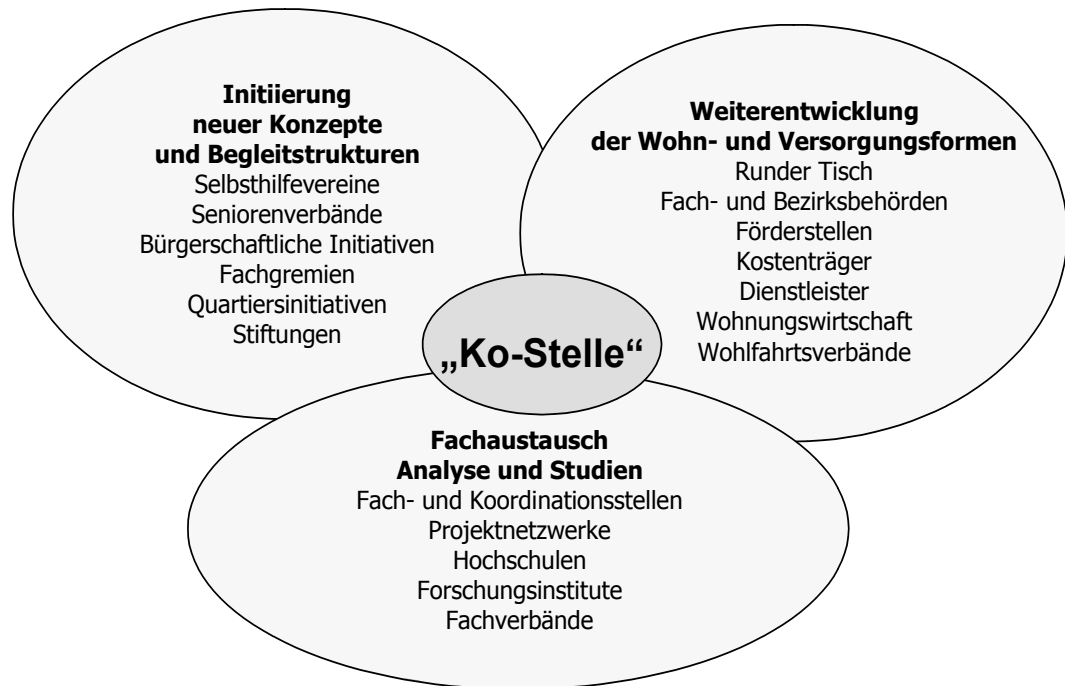 Initiierung
neuer Konzepte
und Begleitstrukturen
Selbsthilfevereine
Seniorenverbände
Bürgerschaftliche Initiativen
Fachgremien
Quartiersinitiativen
Stiftungen
Weiterentwicklung
der Wohn- und Versorgungsformen
Runder Tisch
Fach- und Bezirksbehörden
Förderstellen
Kostenträger
Dienstleister
Wohnungswirtschaft
Wohlfahrtsverbände
„Ko-Stelle“
Fachaustausch
Analyse und Studien
Fach- und Koordinationsstellen
Projektnetzwerke
Hochschulen
Forschungsinstitute
Fachverbände